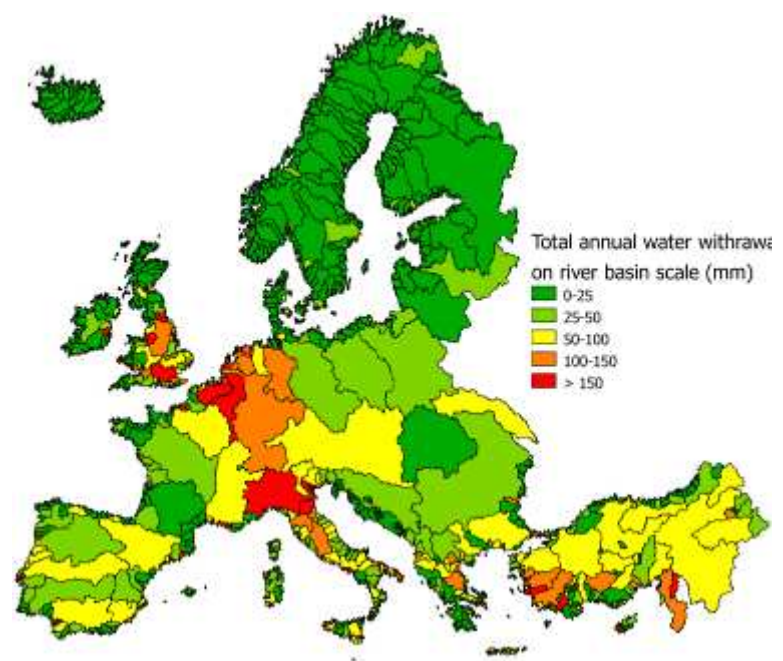 Total annual water withrawa
on river basin scale (mm)
0-25
25-50
50-100
100-150
> 150